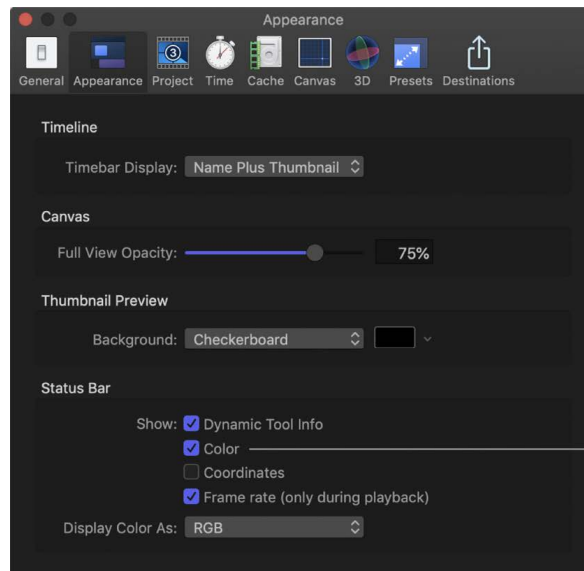 Appearance
3
General Appearance Project Time Cache Canvas 3D Presets Destinations
Timeline
Timebar Display: Name Plus Thumbnail
Canvas
Full View Opacity: 75%
Thumbnail Preview
Background: Checkerboard
Status Bar
Show: Dynamic Tool Info
Color
Coordinates
Frame rate (only during playback)
Display Color As: RGB